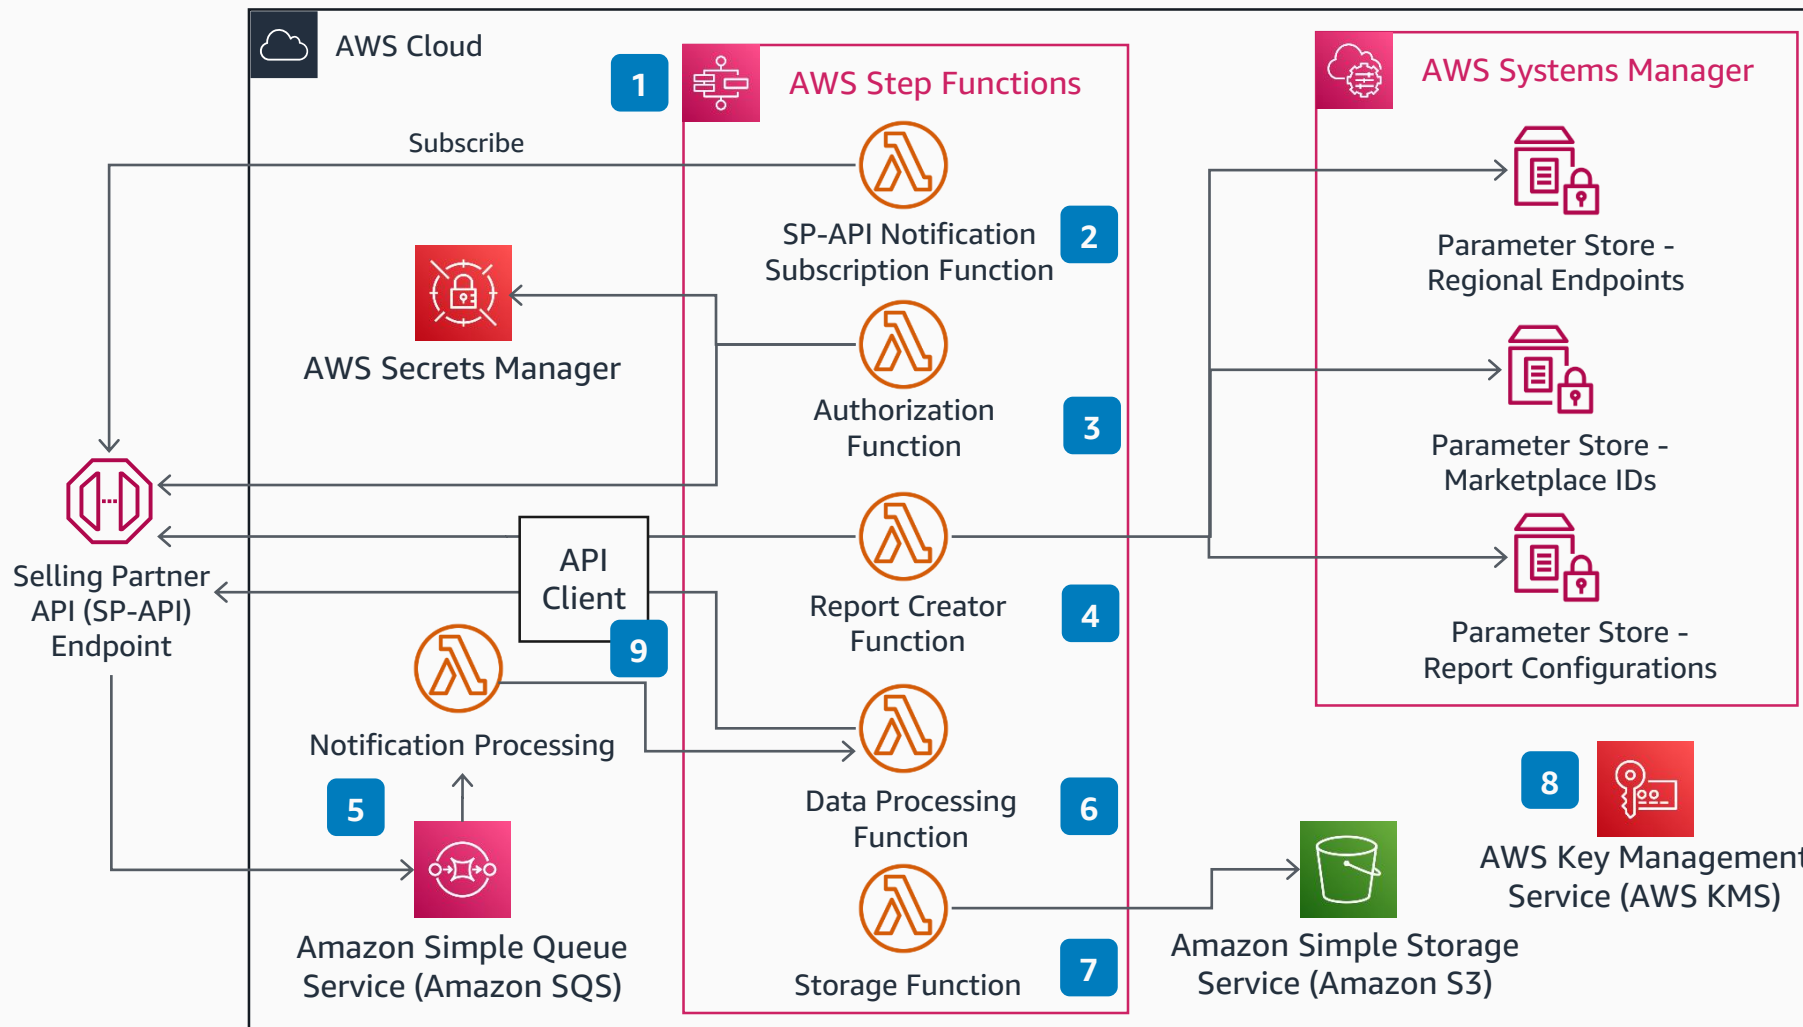 AWS Cloud
1
AWS Step Functions
AWS Systems Manager
Subscribe
SP-API Notification
Subscription Function
2
Parameter Store -
Regional Endpoints
AWS Secrets Manager
Authorization
Function
3
Parameter Store -
Marketplace IDs
Selling Partner
API (SP-API)
Endpoint
API
Client
9
Report Creator
Function
4
Parameter Store -
Report Configurations
Notification Processing
5
Data Processing
Function
6
8
AWS Key Management
Service (AWS KMS)
Amazon Simple Queue
Service (Amazon SQS)
Storage Function
7
Amazon Simple Storage
Service (Amazon S3)